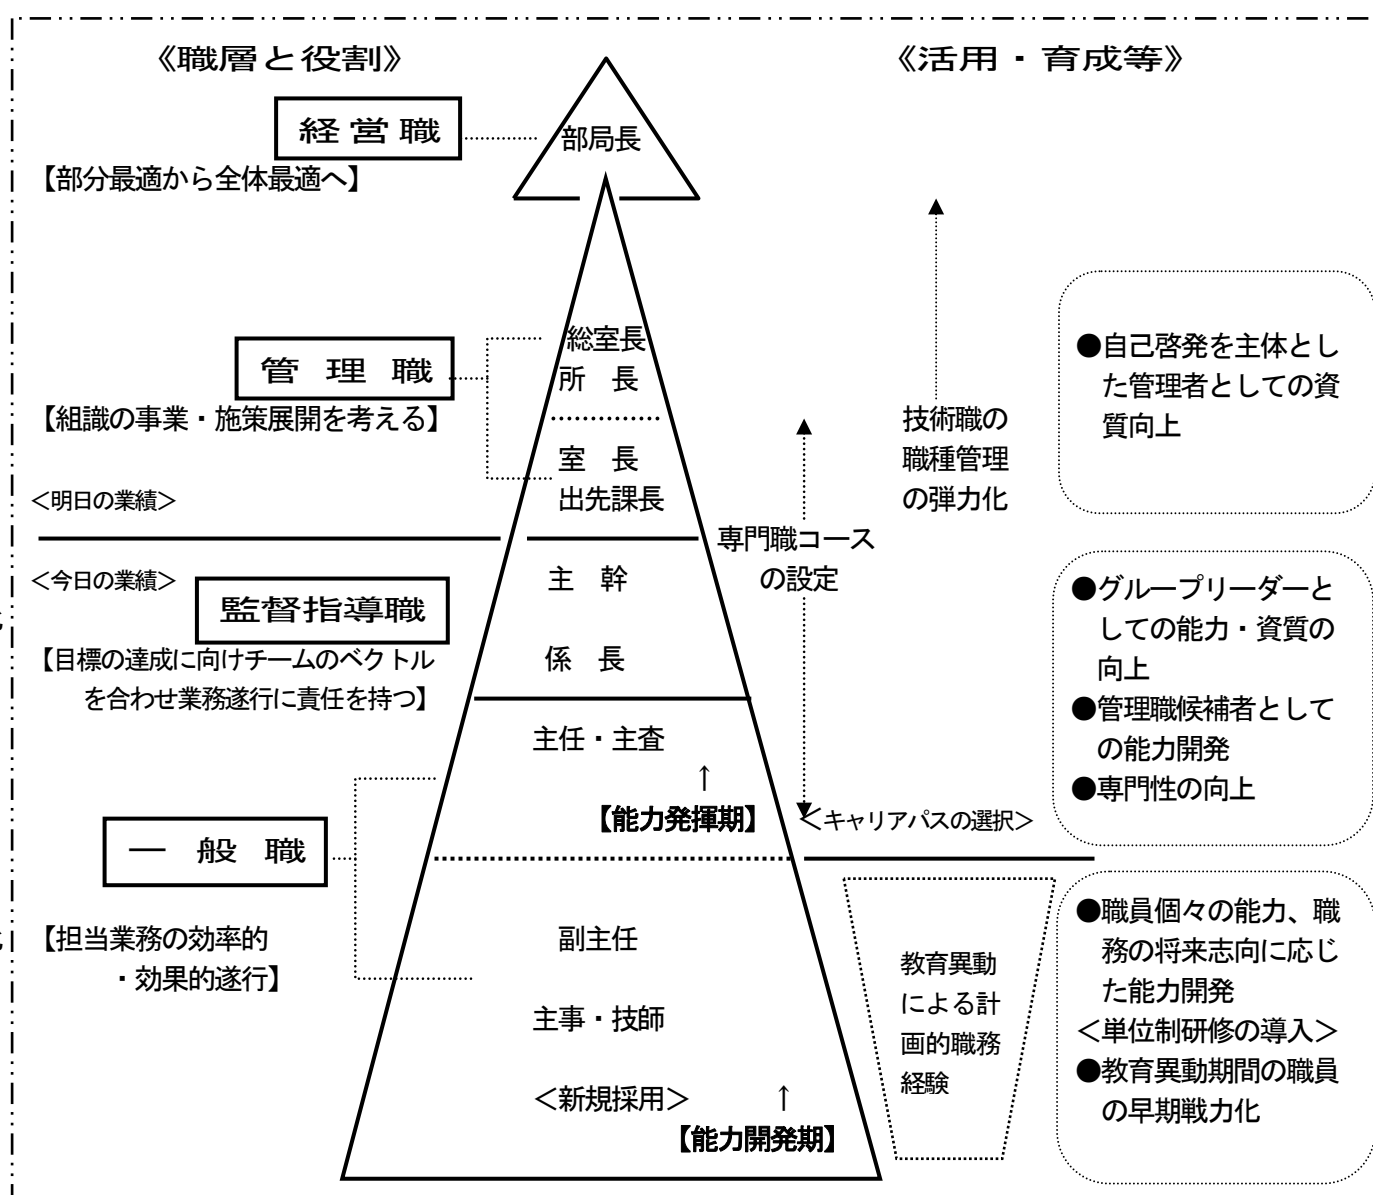 《職層と役割》
《活用・育成等》
経営職
部局長
【部分最適から全体最適へ】
総室長
管理職
所長
【組織の事業・施策展開を考える】
室長
出先課長
<明日の業績>
<今日の業績>
主幹
監督指導職
係長
【目標の達成に向けチームのベクトル
を合わせ業務遂行に責任を持つ】
主任・主査
↑
【能力発揮期】
一般職
【担当業務の効率的
・効果的遂行】
副主任
主事・技師
<新規採用>
↑
【能力開発期】
技術職の
職種管理
の弾力化
専門職コース
の設定
<キャリアパスの選択>
教育異動
による計
画的職務
経験
●自己啓発を主体とし
た管理者としての資
質向上
●グループリーダーと
しての能力・資質の
向上
●管理職候補者として
の能力開発
●専門性の向上
●職員個々の能力、職
務の将来志向に応じ
た能力開発
<単位制研修の導入>
●教育異動期間の職員
の早期戦力化